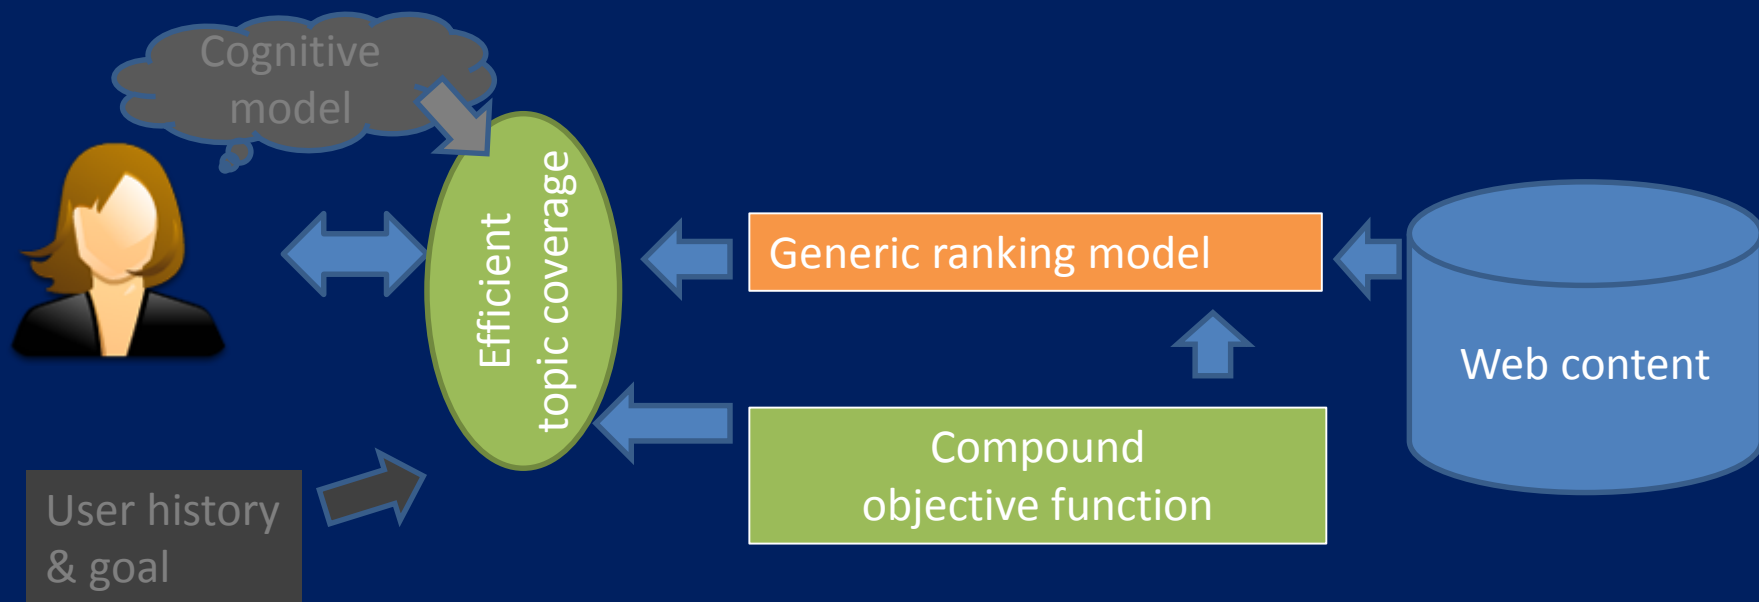 Cognitive
model
Efficient
topic coverage
Generic ranking model
Web content
Compound
objective function
User history
& goal